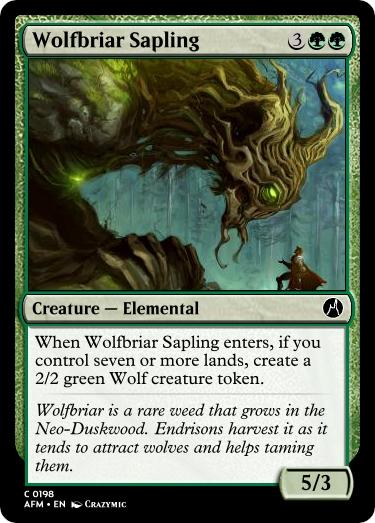 Wolfbriar Sapling 3
Creature — Elemental
When Wolfbriar Sapling enters, if you
control seven or more lands, create a
2/2 green Wolf creature token.
Wolfbriar is a rare weed that grows in the
Neo-Duskwood. Endrisons harvest it as it
tends to attract wolves and helps taming
them.
5/3
C 0198
AFM • EN Crazymic